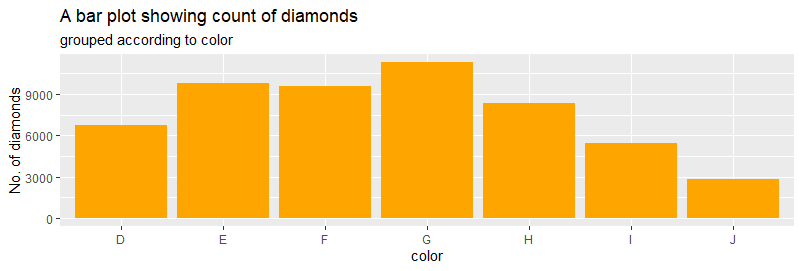 A bar plot showing count of diamonds
grouped according to color
No. of diamonds
9000
6000
3000
0
D E F G H I J
color